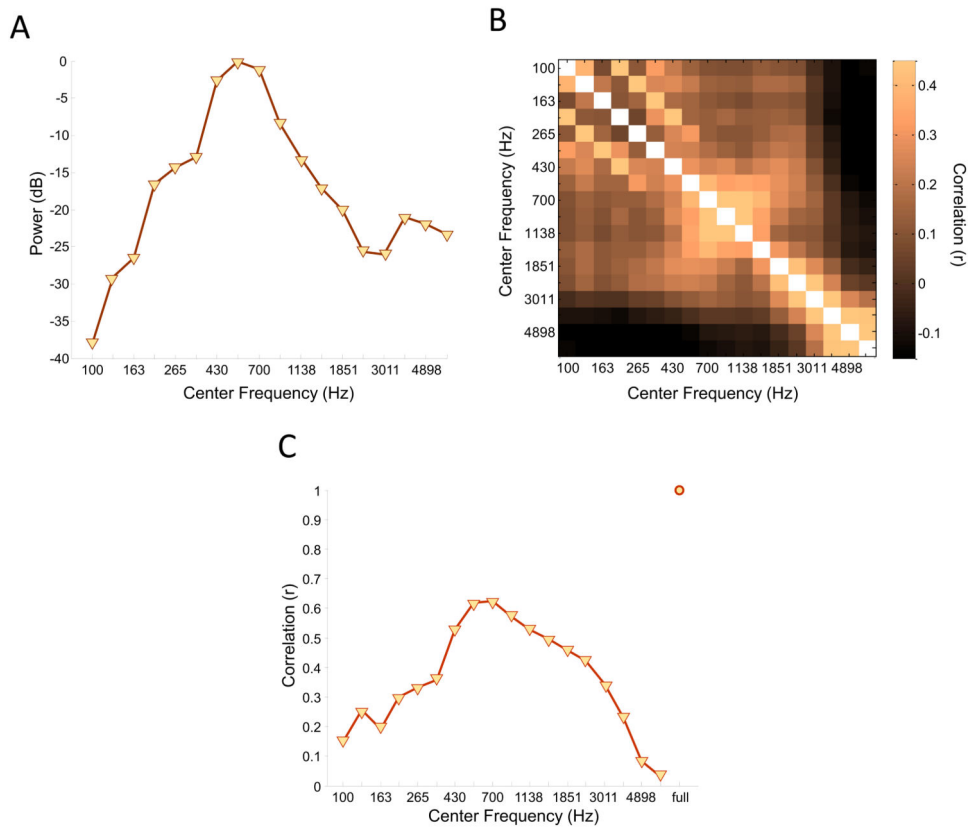 A
0
-5
-10
-15
-20
-25
-30
-35
-40
Power (dB)
100 163 265 430 700 1138 1851 3011 4898
Center Frequency (Hz)
B
100
163
265
430
700
1138
1851
3011
4898
Center Frequency (Hz)
100 163 265 430 700 1138 1851 3011 4898
Center Frequency (Hz)
0.4
0.3
0.2
0.1
0
-0.1
Correlation (r)
C
1
0.9
0.8
0.7
0.6
0.5
0.4
0.3
0.2
0.1
0
Correlation (r)
100 163 265 430 700 1138 1851 3011 4898 full
Center Frequency (Hz)